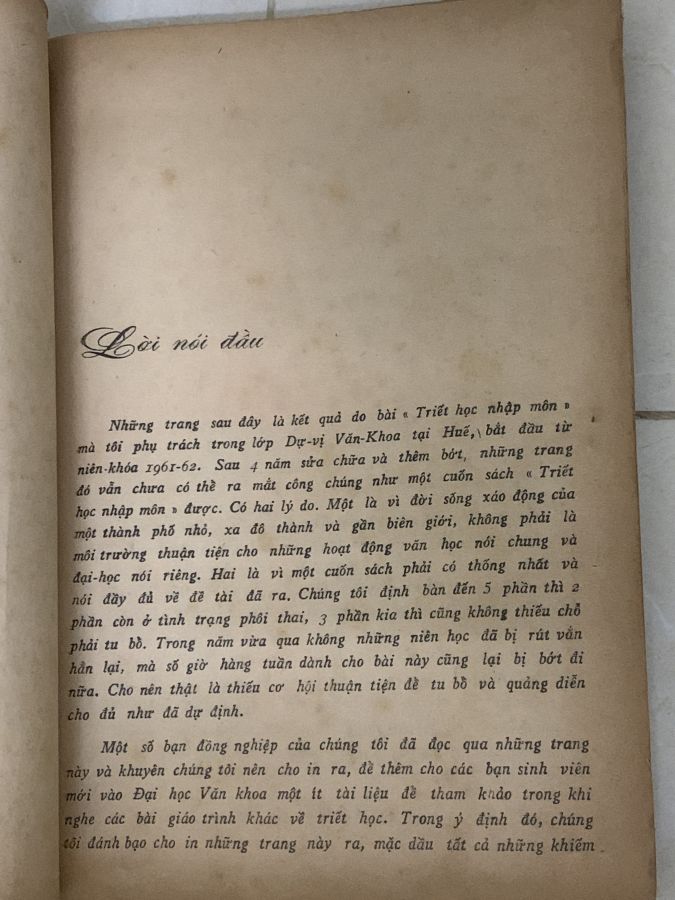 Lời nói đầu
Những trang sau đây là kết quả do bài « Triết học nhập môn »
mà tôi phụ trách trong lớp Dự-vị Văn-Khoa tại Huế, bắt đầu từ
niên-khóa 1961-62. Sau 4 năm sửa chữa và thêm bớt, những trang
đó vẫn chưa có thể ra mắt công chúng như một cuốn sách « Triết
học nhập môn » được. Có hai lý do. Một là vì đời sống xáo động của
một thành phố nhỏ, xa đô thành và gần biên giới, không phải là
môi trường thuận tiện cho những hoạt động văn học nói chung và
đại-học nói riêng. Hai là vì một cuốn sách phải có thống nhất và
nói đầy đủ về đề tài đã ra. Chúng tôi định bàn đến 5 phần thì 2
phần còn ở tình trạng phôi thai, 3 phần kia thì cũng không thiếu chỗ
phải tu bổ. Trong năm vừa qua không những niên học đã bị rút vắn
hẳn lại, mà số giờ hàng tuần dành cho bài này cũng lại bị bớt đi
nữa. Cho nên thật là thiếu cơ hội thuận tiện để tu bổ và quảng diễn
cho đủ như đã dự định.
Một số bạn đồng nghiệp của chúng tôi đã đọc qua những trang
này và khuyên chúng tôi nên cho in ra, để thêm cho các bạn sinh viên
mới vào Đại học Văn khoa một ít tài liệu để tham khảo trong khi
nghe các bài giáo trình khác về triết học. Trong ý định đó, chúng
tôi đánh bạo cho in những trang này ra, mặc dầu tất cả những khiếm